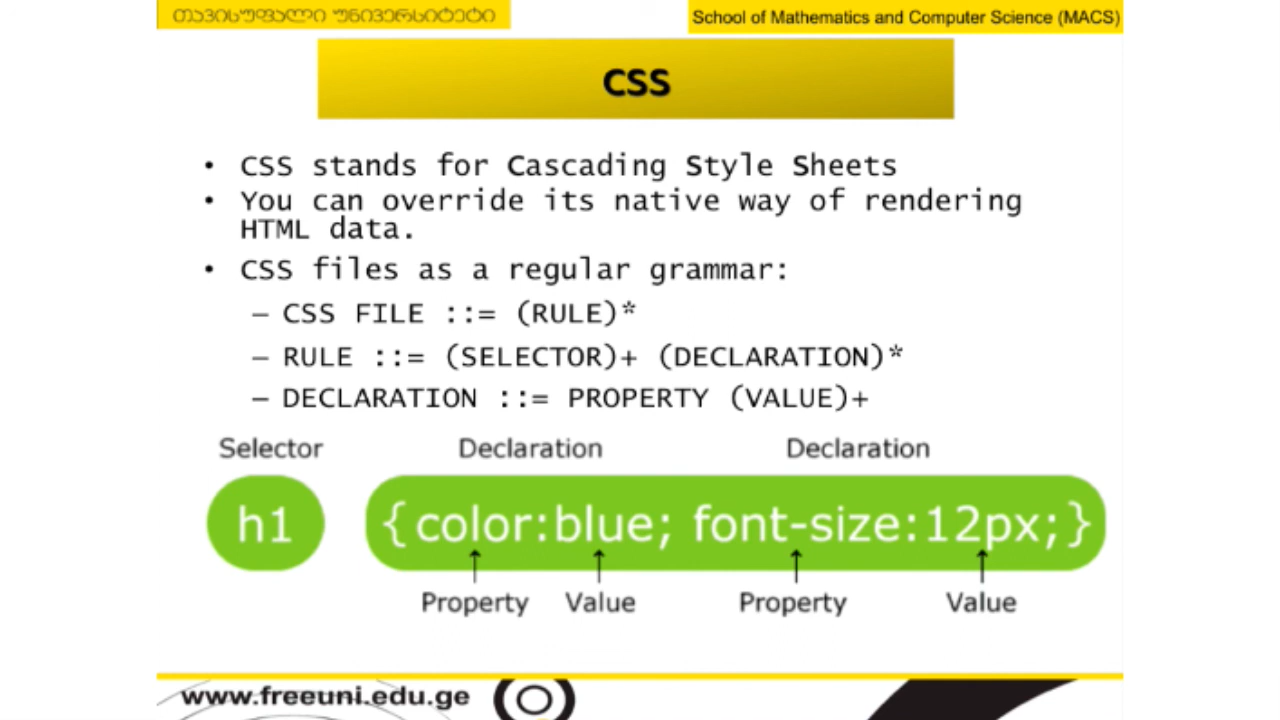 თავისუფალი უნივერსიტეტი
School of Mathematics and Computer Science (MACS)
CSS
• CSS stands for Cascading Style Sheets
• You can override its native way of rendering
HTML data.
• CSS files as a regular grammar:
– CSS FILE ::= (RULE)*
– RULE ::= (SELECTOR)+ (DECLARATION)*
– DECLARATION ::= PROPERTY (VALUE)+
Selector Declaration Declaration
h1 {color:blue; font-size:12px;}
Property Value Property Value
www.freeuni.edu.ge